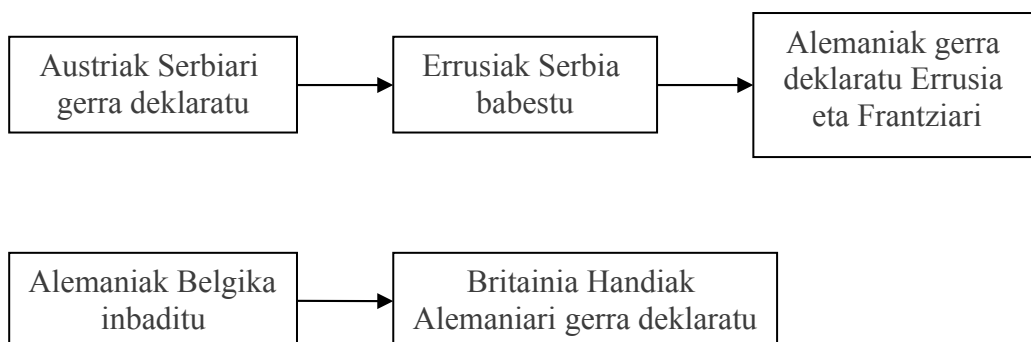 Austriak Serbiari
gerra deklaratu
Errusiak Serbia
babestu
Alemaniak gerra
deklaratu Errusia
eta Frantziari
Alemaniak Belgika
inbaditu
Britainia Handiak
Alemaniari gerra deklaratu